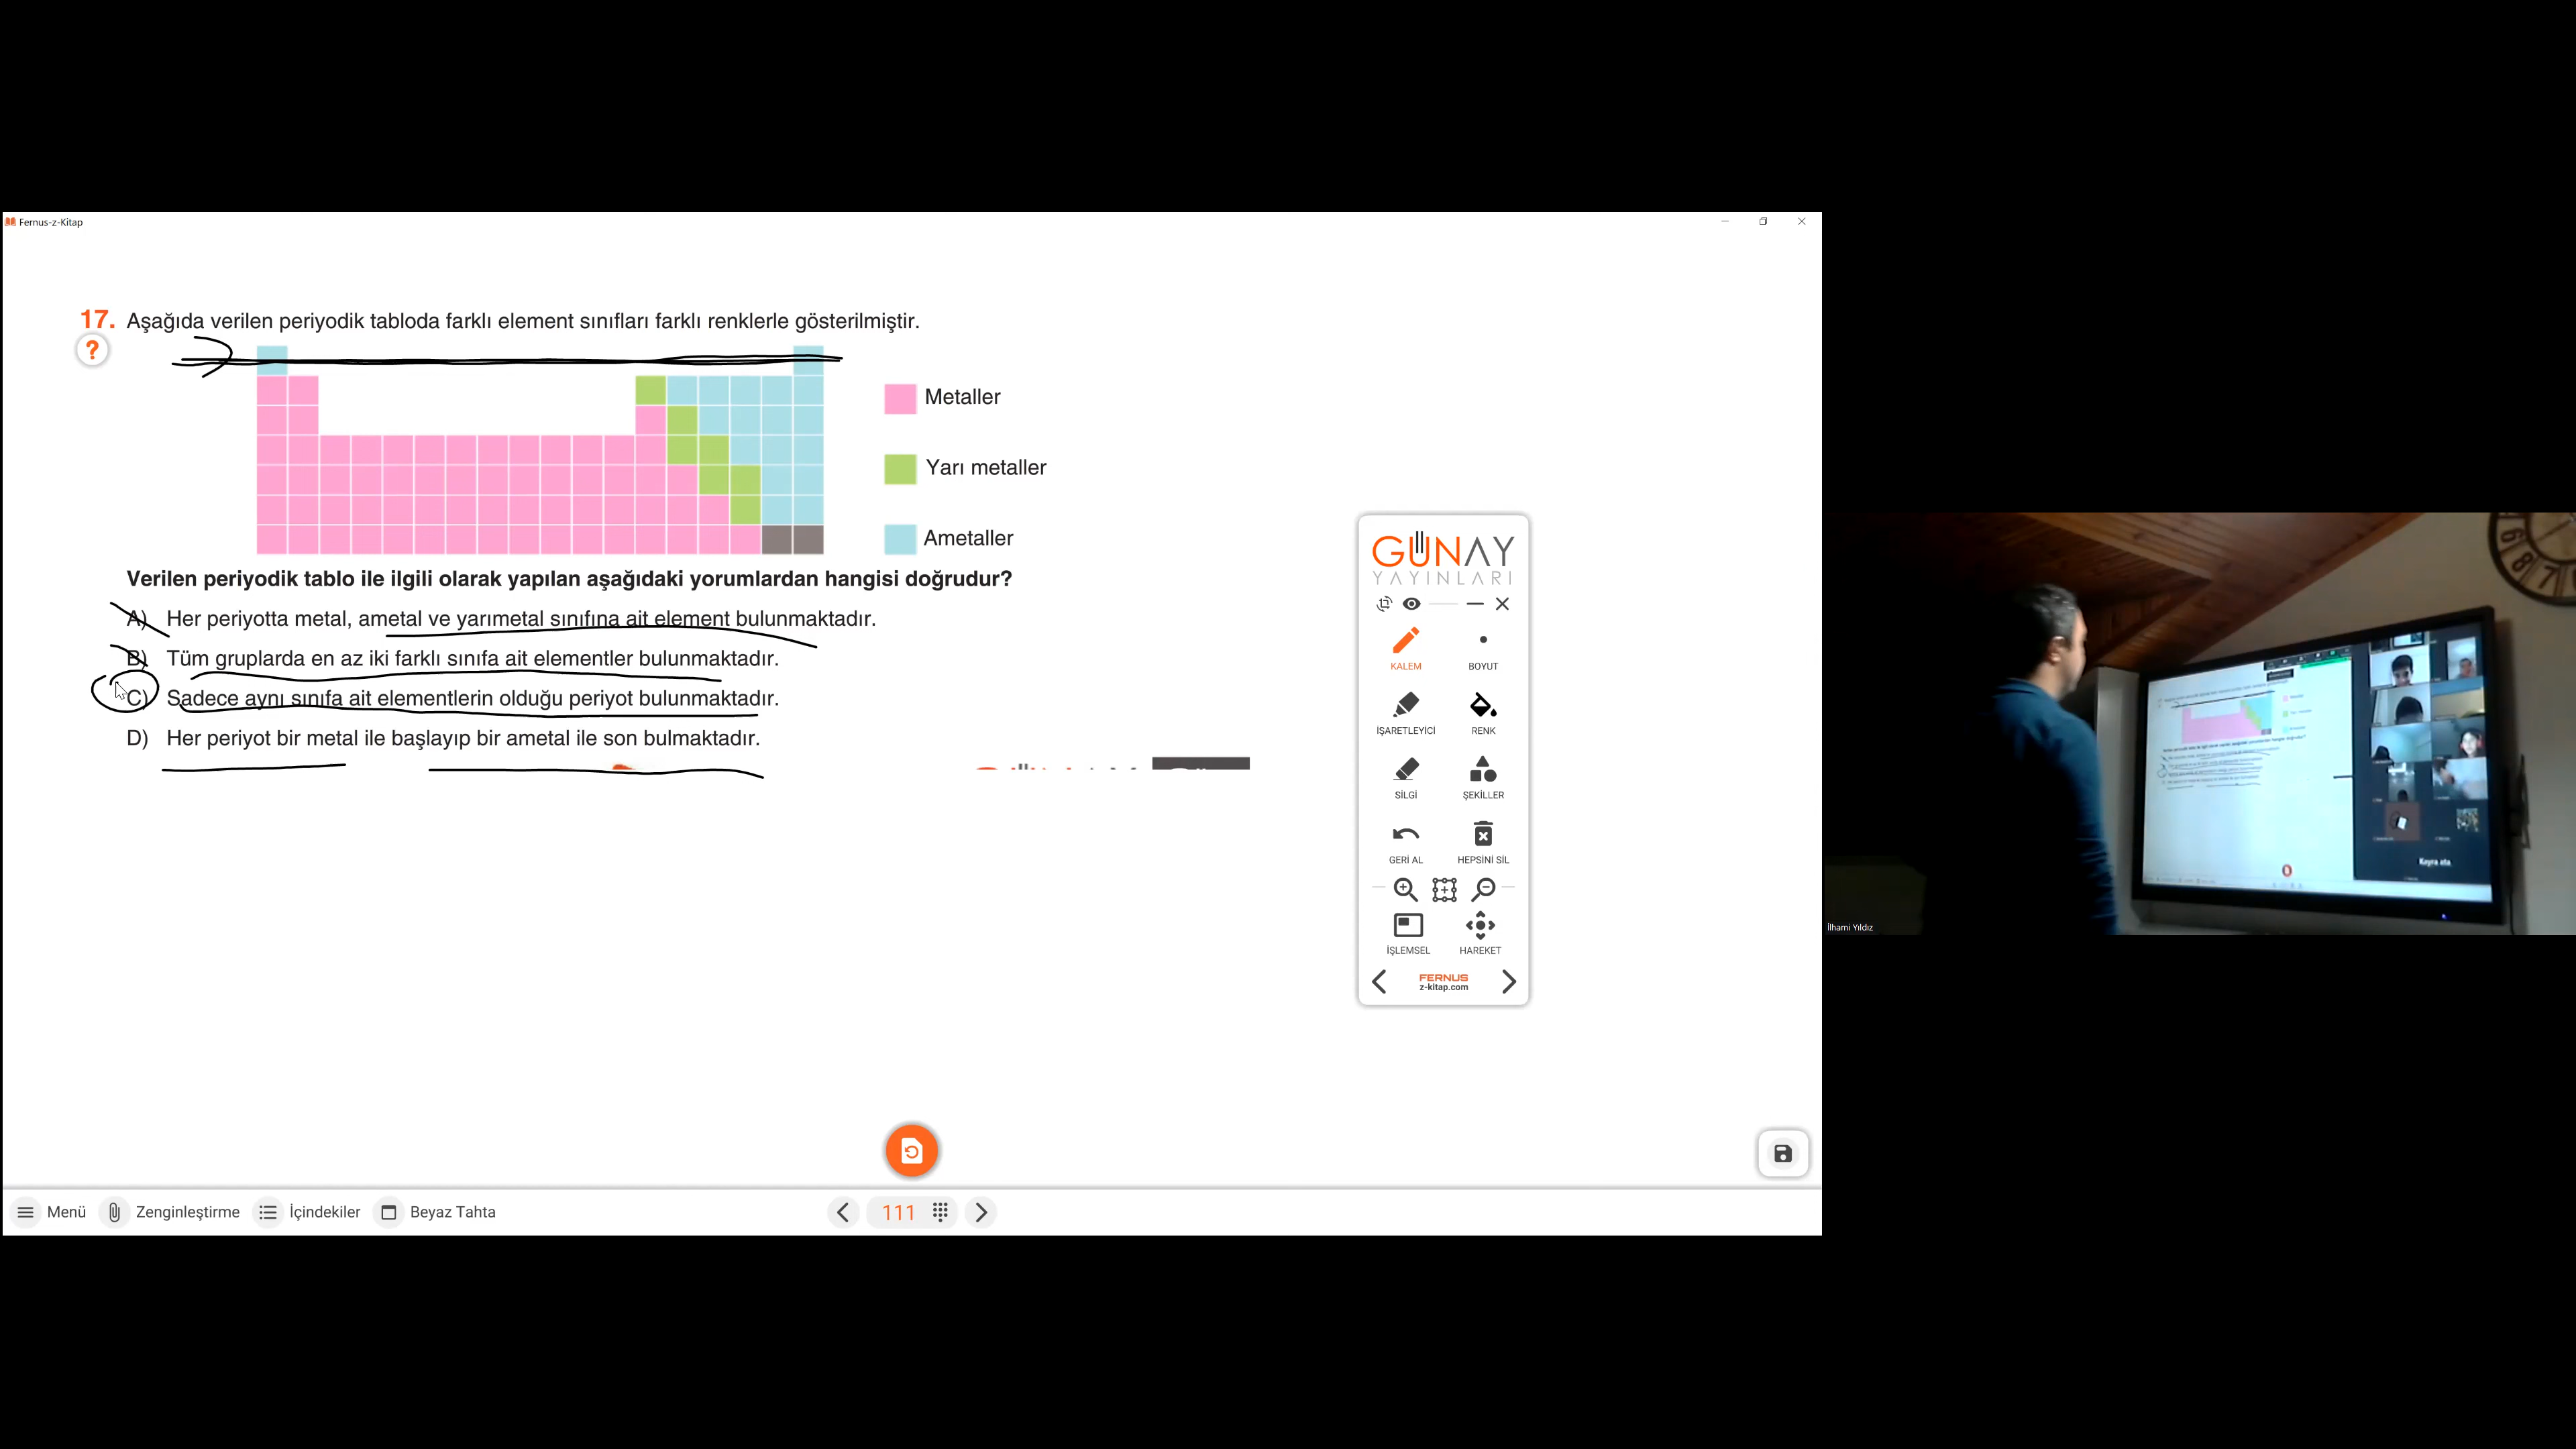 Fernus-z-Kitap
17. Aşağıda verilen periyodik tabloda farklı element sınıfları farklı renklerle gösterilmiştir.
?
Metaller
Yarı metaller
Ametaller
Verilen periyodik tablo ile ilgili olarak yapılan aşağıdaki yorumlardan hangisi doğrudur?
A) Her periyotta metal, ametal ve yarımetal sınıfına ait element bulunmaktadır.
B) Tüm gruplarda en az iki farklı sınıfa ait elementler bulunmaktadır.
C) Sadece aynı sınıfa ait elementlerin olduğu periyot bulunmaktadır.
D) Her periyot bir metal ile başlayıp bir ametal ile son bulmaktadır.
GÜNAY
YAYINLARI
KALEM BOYUT
İŞARETLEYİCİ RENK
SİLGİ ŞEKİLLER
GERİ AL HEPSİNİ SİL
İŞLEMSEL HAREKET
FERNUS
z-kitap.com
Menü Zenginleştirme İçindekiler Beyaz Tahta 111
Kayra ata
İlhami Yıldız